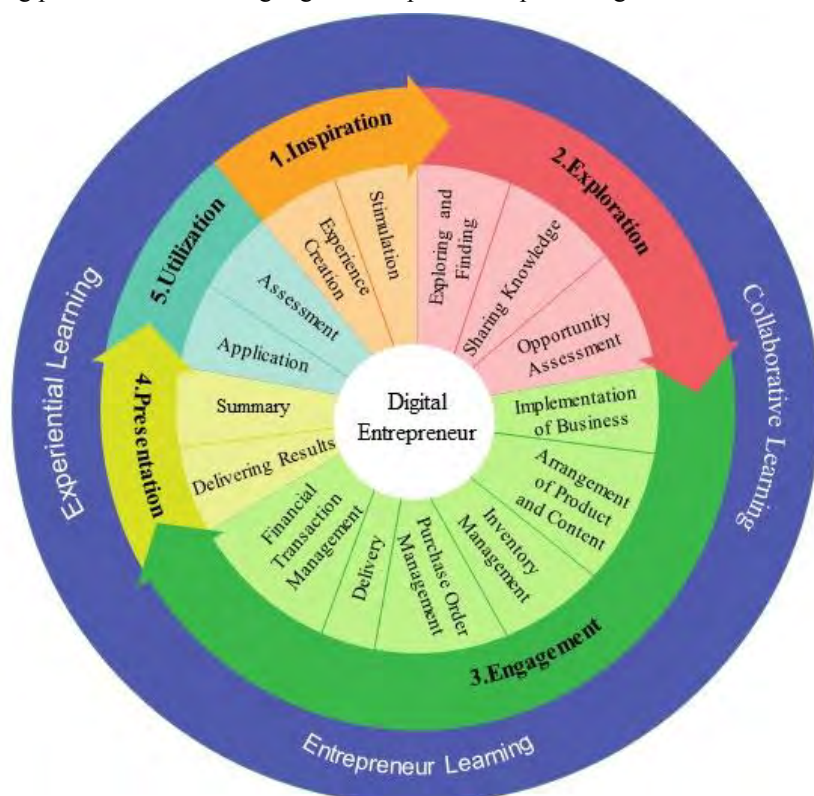 1.Inspiration
2.Exploration
3.Engagement
4.Presentation
5.Utilization
Experience
Creation
Stimulation
Exploring and
Finding
Sharing Knowledge
Opportunity
Assessment
Implementation
of Business
Arrangement
of Product
and Content
Inventory
Management
Purchase Order
Management
Delivery
Financial
Transaction
Management
Delivering Results
Summary
Application
Assessment
Digital
Entrepreneur
Collaborative Learning
Entrepreneur Learning
Experiential Learning